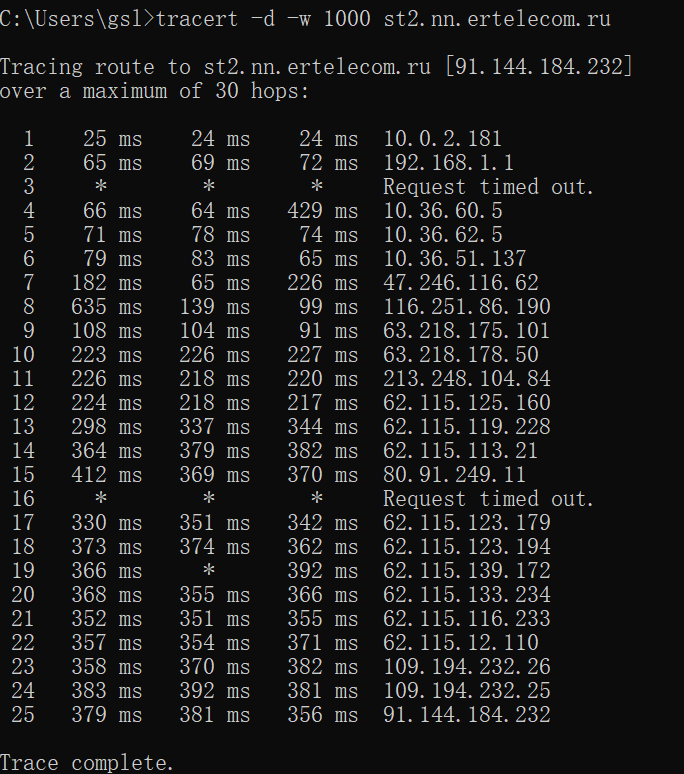 C:\Users\gsl>tracert -d -w 1000 st2.nn.ertelecom.ru
Tracing route to st2.nn.ertelecom.ru [91.144.184.232]
over a maximum of 30 hops:
1 25 ms 24 ms 24 ms 10.0.2.181
2 65 ms 69 ms 72 ms 192.168.1.1
3 * * * Request timed out.
4 66 ms 64 ms 429 ms 10.36.60.5
5 71 ms 78 ms 74 ms 10.36.62.5
6 79 ms 83 ms 65 ms 10.36.51.137
7 182 ms 65 ms 226 ms 47.246.116.62
8 635 ms 139 ms 99 ms 116.251.86.190
9 108 ms 104 ms 91 ms 63.218.175.101
10 223 ms 226 ms 227 ms 63.218.178.50
11 226 ms 218 ms 220 ms 213.248.104.84
12 224 ms 218 ms 217 ms 62.115.125.160
13 298 ms 337 ms 344 ms 62.115.119.228
14 364 ms 379 ms 382 ms 62.115.113.21
15 412 ms 369 ms 370 ms 80.91.249.11
16 * * * Request timed out.
17 330 ms 351 ms 342 ms 62.115.123.179
18 373 ms 374 ms 362 ms 62.115.123.194
19 366 ms * 392 ms 62.115.139.172
20 368 ms 355 ms 366 ms 62.115.133.234
21 352 ms 351 ms 355 ms 62.115.116.233
22 357 ms 354 ms 371 ms 62.115.12.110
23 358 ms 370 ms 382 ms 109.194.232.26
24 383 ms 392 ms 381 ms 109.194.232.25
25 379 ms 381 ms 356 ms 91.144.184.232
Trace complete.